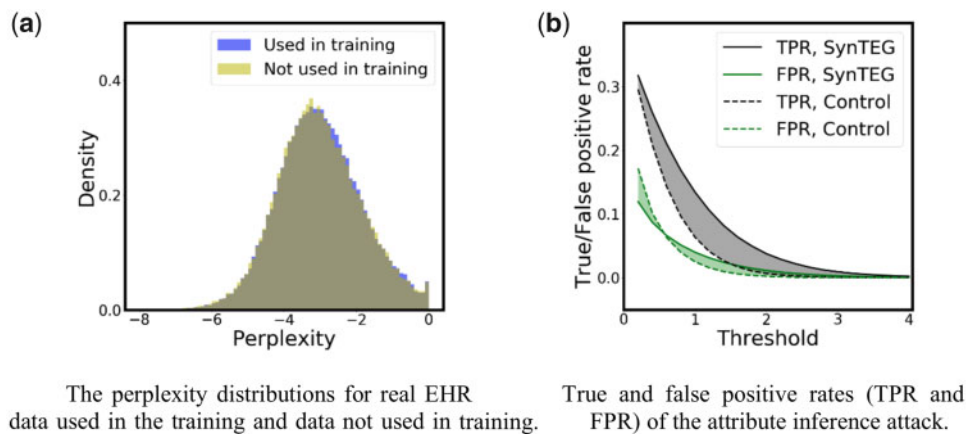 (a)
Used in training
Not used in training
0.4
0.2
0.0
Density
−8 −6 −4 −2 0
Perplexity
The perplexity distributions for real EHR
data used in the training and data not used in training.
(b)
TPR, SynTEG
FPR, SynTEG
TPR, Control
FPR, Control
0.3
0.2
0.1
0.0
True/False positive rate
0 1 2 3 4
Threshold
True and false positive rates (TPR and
FPR) of the attribute inference attack.